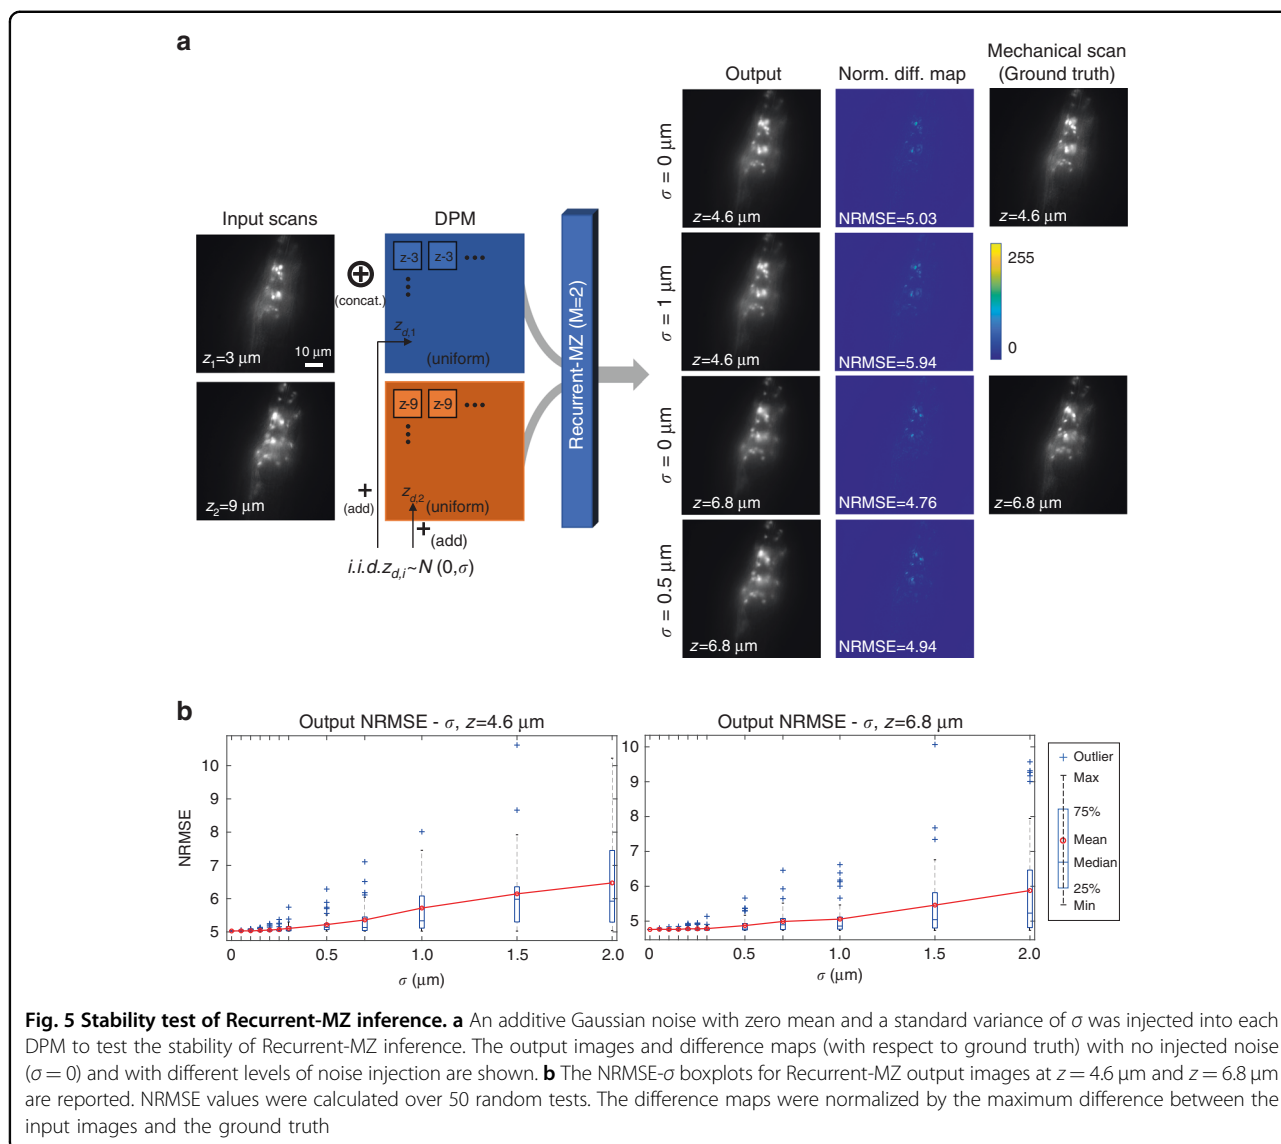 a
Input scans
z1=3 µm
10 µm
z2=9 µm
(concat.)
DPM
z-3 z-3 •••
zd,1
(uniform)
z-9 z-9 •••
zd,2
(uniform)
+
(add)
+
(add)
i.i.d.zd,i~N (0,σ)
Recurrent-MZ (M=2)
Output
Norm. diff. map
Mechanical scan
(Ground truth)
σ = 0 µm
z=4.6 µm
NRMSE=5.03
z=4.6 µm
σ = 1 µm
z=4.6 µm
NRMSE=5.94
255
0
σ = 0 µm
z=6.8 µm
NRMSE=4.76
z=6.8 µm
σ = 0.5 µm
z=6.8 µm
NRMSE=4.94
b
Output NRMSE - σ, z=4.6 µm
NRMSE
10
9
8
7
6
5
0 0.5 1.0 1.5 2.0
σ (µm)
Output NRMSE - σ, z=6.8 µm
10
9
8
7
6
5
0 0.5 1.0 1.5 2.0
σ (µm)
+ Outlier
Max
75%
Mean
Median
25%
Min
Fig. 5 Stability test of Recurrent-MZ inference. a An additive Gaussian noise with zero mean and a standard variance of σ was injected into each
DPM to test the stability of Recurrent-MZ inference. The output images and difference maps (with respect to ground truth) with no injected noise
(σ = 0) and with different levels of noise injection are shown. b The NRMSE-σ boxplots for Recurrent-MZ output images at z = 4.6 µm and z = 6.8 µm
are reported. NRMSE values were calculated over 50 random tests. The difference maps were normalized by the maximum difference between the
input images and the ground truth